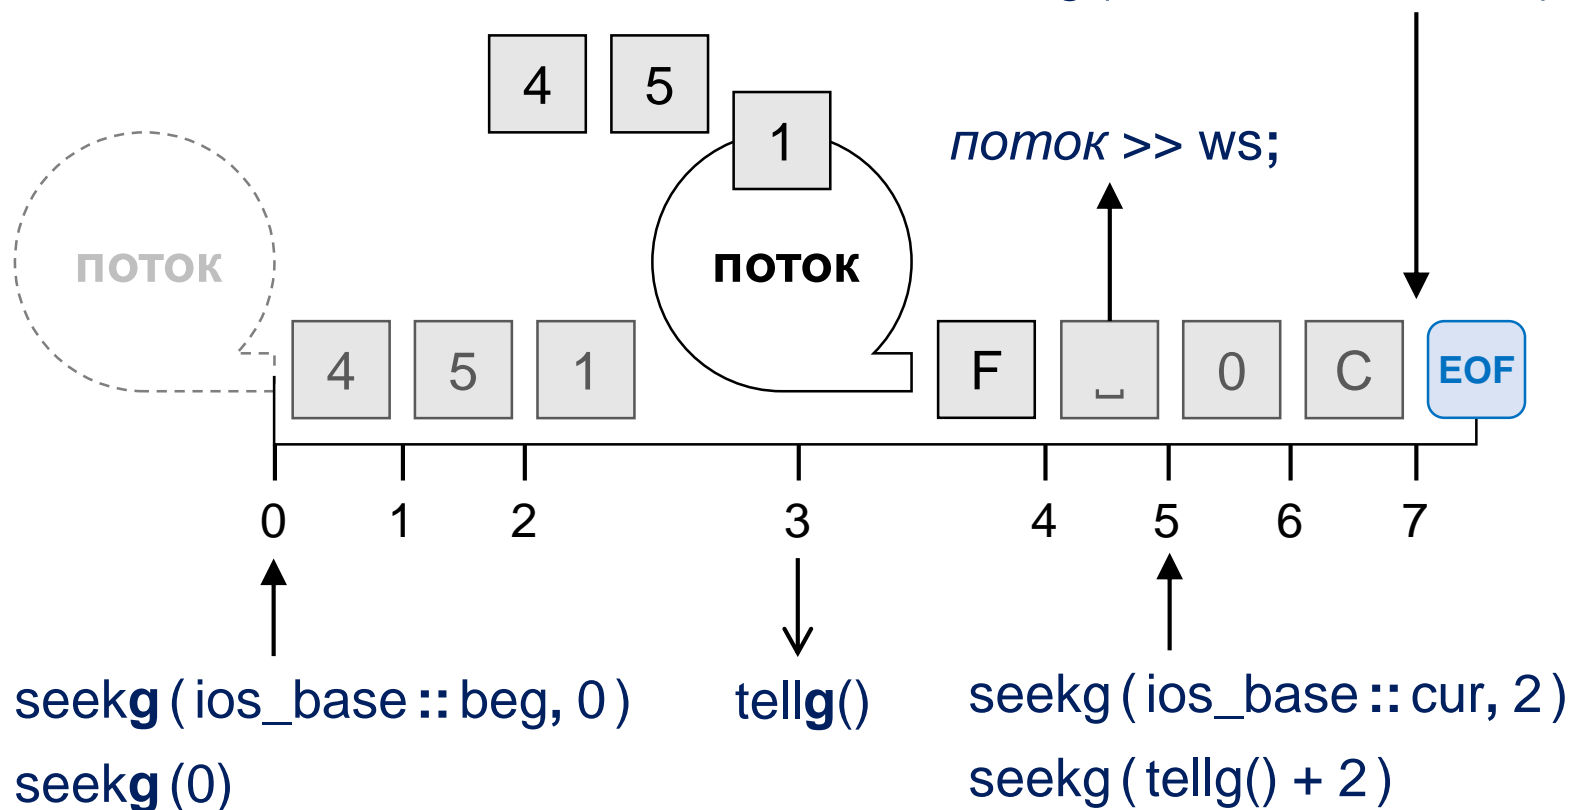 4 5
1
поток >> ws;
поток
поток
4 5 1 F ␣ 0 C EOF
0 1 2 3 4 5 6 7
seekg(ios_base::beg, 0) tellg() seekg(ios_base::cur, 2)
seekg(0) seekg(tellg() + 2)